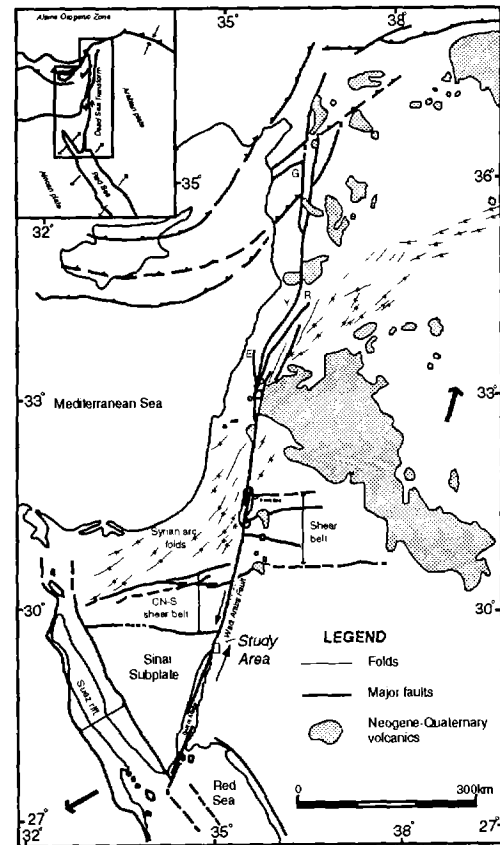 Alpine Orogenic Zone
Dead Sea Transform
Arabian plate
African plate
Red Sea
35
38
35
32
36
G
Y
R
E
33
33
Mediterranean Sea
Syrian arc
folds
Shear
belt
30
30
CN-S
shear belt
Wadi Araba Fault
Study
Area
Sinai
Subplate
Suez rift
Red
Sea
LEGEND
Folds
Major faults
Neogene-Quaternary
volcanics
0
300km
27
32
35
38
27